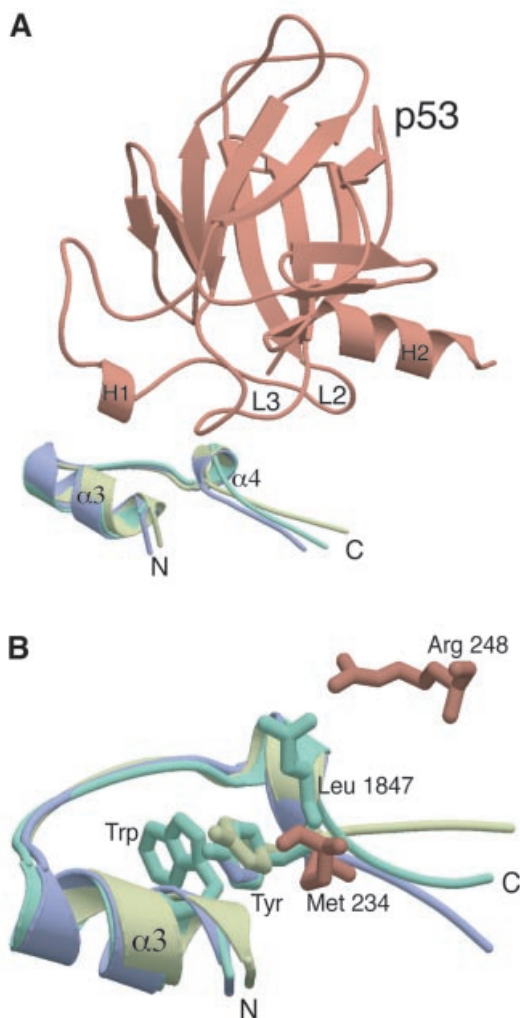 A
p53
H1
L3
L2
H2
α3
α4
N
C
B
Arg 248
Leu 1847
Trp
Tyr
Met 234
C
α3
N